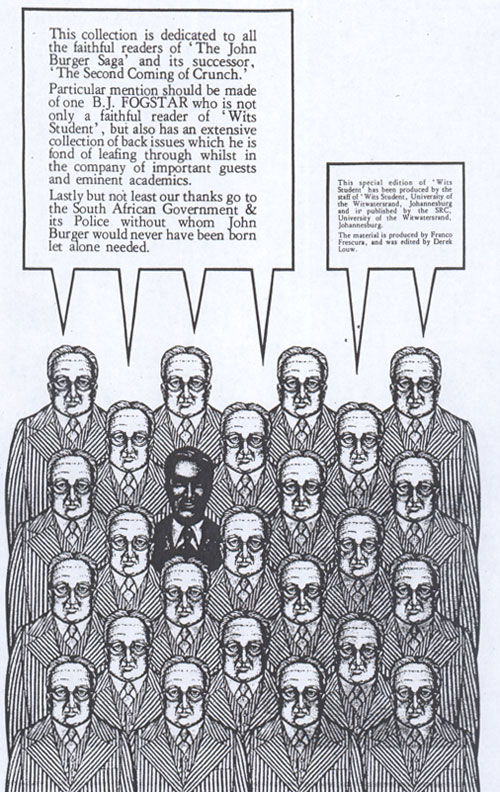 This collection is dedicated to all
the faithful readers of ‘The John
Burger Saga’ and its successor,
‘The Second Coming of Crunch.’
Particular mention should be made
of one B.J. FOGSTAR who is not
only a faithful reader of ‘Wits
Student’, but also has an extensive
collection of back issues which he is
fond of leafing through whilst in
the company of important guests
and eminent academics.
Lastly but not least our thanks go to
the South African Government &
its Police without whom John
Burger would never have been born
let alone needed.
This special edition of ‘Wits
Student’ has been produced by the
staff of ‘Wits Student, University of
the Witwatersrand, Johannesburg
and is published by the SRC,
University of the Witwatersrand,
Johannesburg.
The material is produced by Franco
Frescura, and was edited by Derek
Louw.